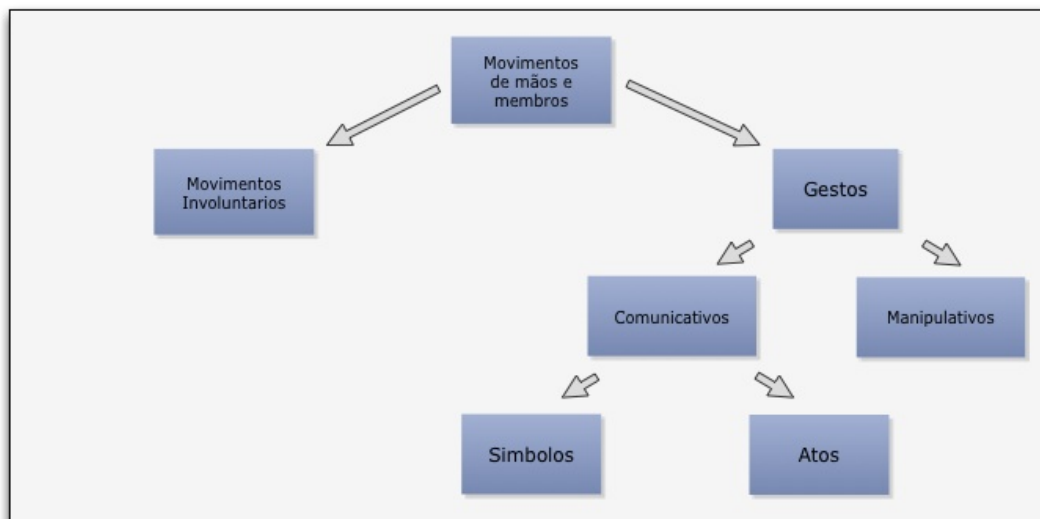 Movimentos
de mãos e
membros
Movimentos
Involuntarios
Gestos
Comunicativos
Manipulativos
Simbolos
Atos